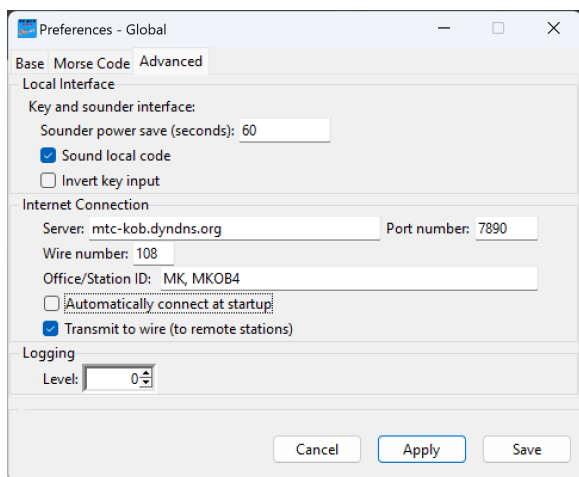 Preferences - Global
Base Morse Code Advanced
Local Interface
Key and sounder interface:
Sounder power save (seconds): 60
Sound local code
Invert key input
Internet Connection
Server: mtc-kob.dyndns.org Port number: 7890
Wire number: 108
Office/Station ID: MK, MKOB4
Automatically connect at startup
Transmit to wire (to remote stations)
Logging
Level: 0
Cancel Apply Save